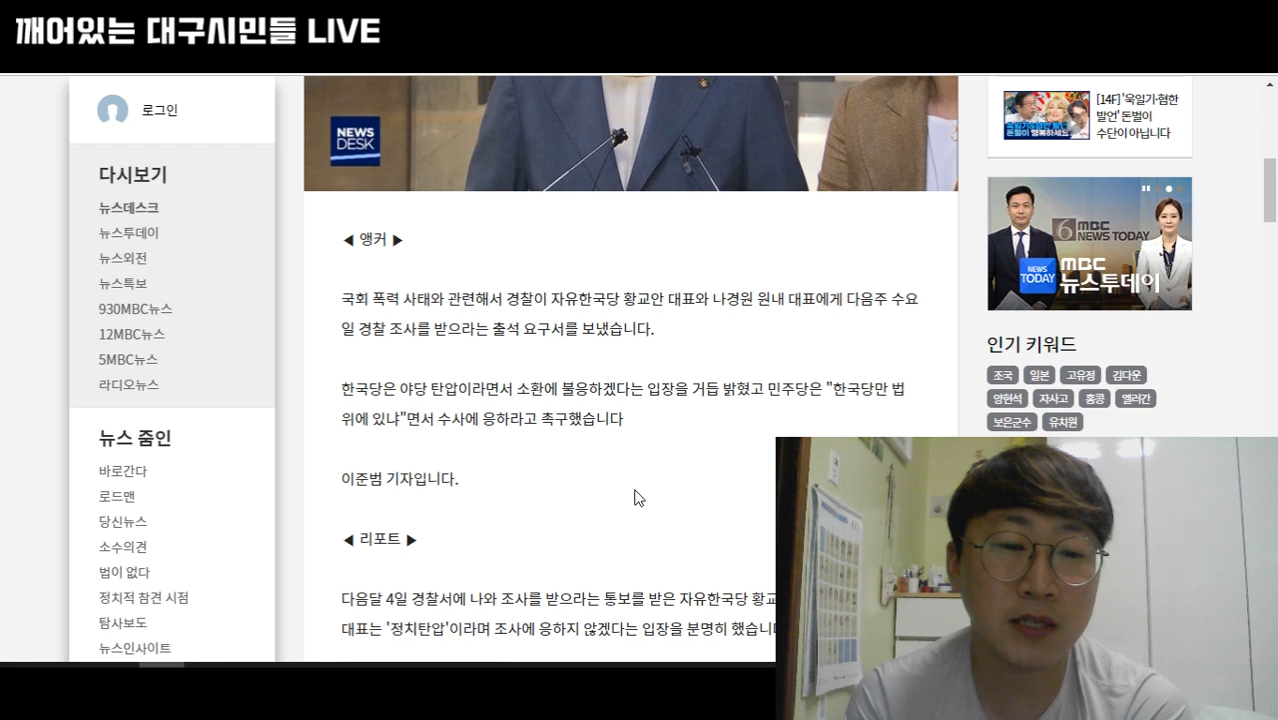 깨어있는 대구시민들 LIVE
로그인
다시보기
뉴스데스크
뉴스투데이
뉴스외전
뉴스특보
930MBC뉴스
12MBC뉴스
5MBC뉴스
라디오뉴스
뉴스 줌인
바로간다
로드맨
당신뉴스
소수의견
법이 없다
정치적 참견 시점
탐사보도
뉴스인사이트
NEWS
DESK
◀ 앵커 ▶
국회 폭력 사태와 관련해서 경찰이 자유한국당 황교안 대표와 나경원 원내 대표에게 다음주 수요
일 경찰 조사를 받으라는 출석 요구서를 보냈습니다.
한국당은 야당 탄압이라면서 소환에 불응하겠다는 입장을 거듭 밝혔고 민주당은 "한국당만 법
위에 있냐"면서 수사에 응하라고 촉구했습니다
이준범 기자입니다.
◀ 리포트 ▶
다음달 4일 경찰서에 나와 조사를 받으라는 통보를 받은 자유한국당 황교
대표는 '정치탄압'이라며 조사에 응하지 않겠다는 입장을 분명히 했습니
[14F] '욱일기·혐한
발언' 돈벌이
수단이 아닙니다
6 MBC
NEWS TODAY
NEWS
TODAY
MBC
뉴스투데이
인기 키워드
조국 일본 고유정 김다운
양현석 자사고 홍콩 엘러간
보은군수 유치원